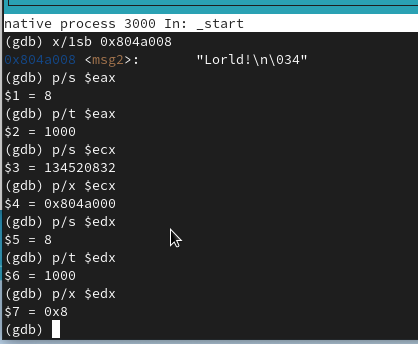 native process 3000 In: _start
(gdb) x/1sb 0x804a008
0x804a008 <msg2>:        "Lorld!\n\034"
(gdb) p/s $eax
$1 = 8
(gdb) p/t $eax
$2 = 1000
(gdb) p/s $ecx
$3 = 134520832
(gdb) p/x $ecx
$4 = 0x804a000
(gdb) p/s $edx
$5 = 8
(gdb) p/t $edx
$6 = 1000
(gdb) p/x $edx
$7 = 0x8
(gdb)